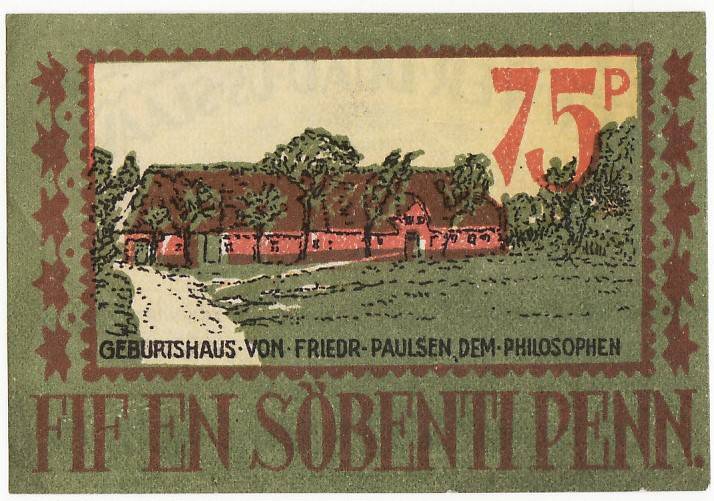 75P
GEBURTSHAUS·VON·FRIEDR·PAULSEN, DEM·PHILOSOPHEN
FIF EN SÖBENTI PENN.